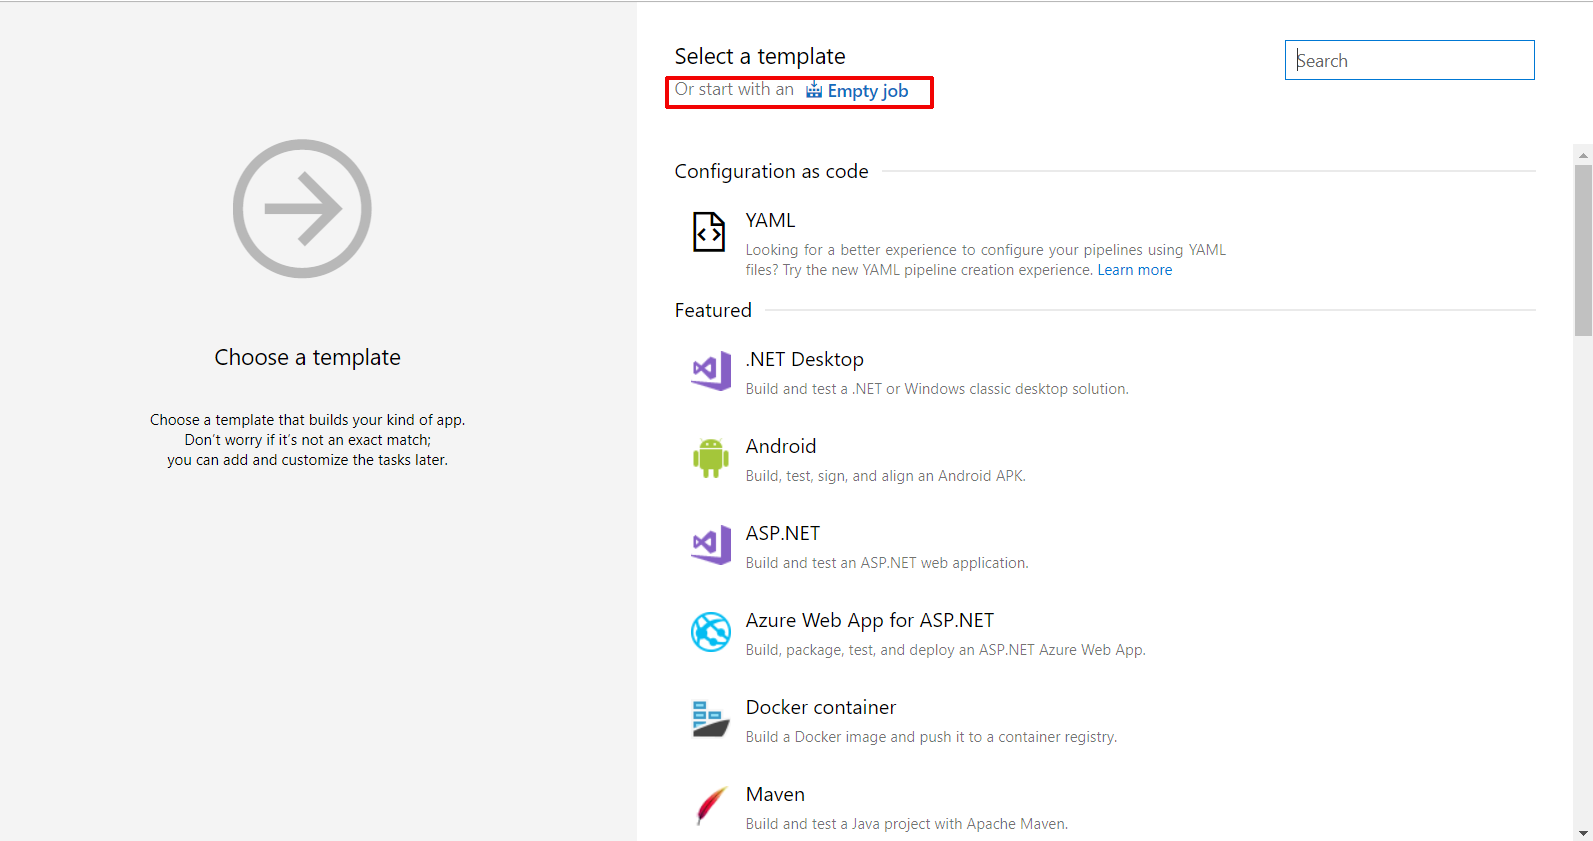 Choose a template
Choose a template that builds your kind of app.
Don't worry if it's not an exact match;
you can add and customize the tasks later.
Select a template
Or start with an Empty job
Search
Configuration as code
YAML
Looking for a better experience to configure your pipelines using YAML
files? Try the new YAML pipeline creation experience. Learn more
Featured
.NET Desktop
Build and test a .NET or Windows classic desktop solution.
Android
Build, test, sign, and align an Android APK.
ASP.NET
Build and test an ASP.NET web application.
Azure Web App for ASP.NET
Build, package, test, and deploy an ASP.NET Azure Web App.
Docker container
Build a Docker image and push it to a container registry.
Maven
Build and test a Java project with Apache Maven.